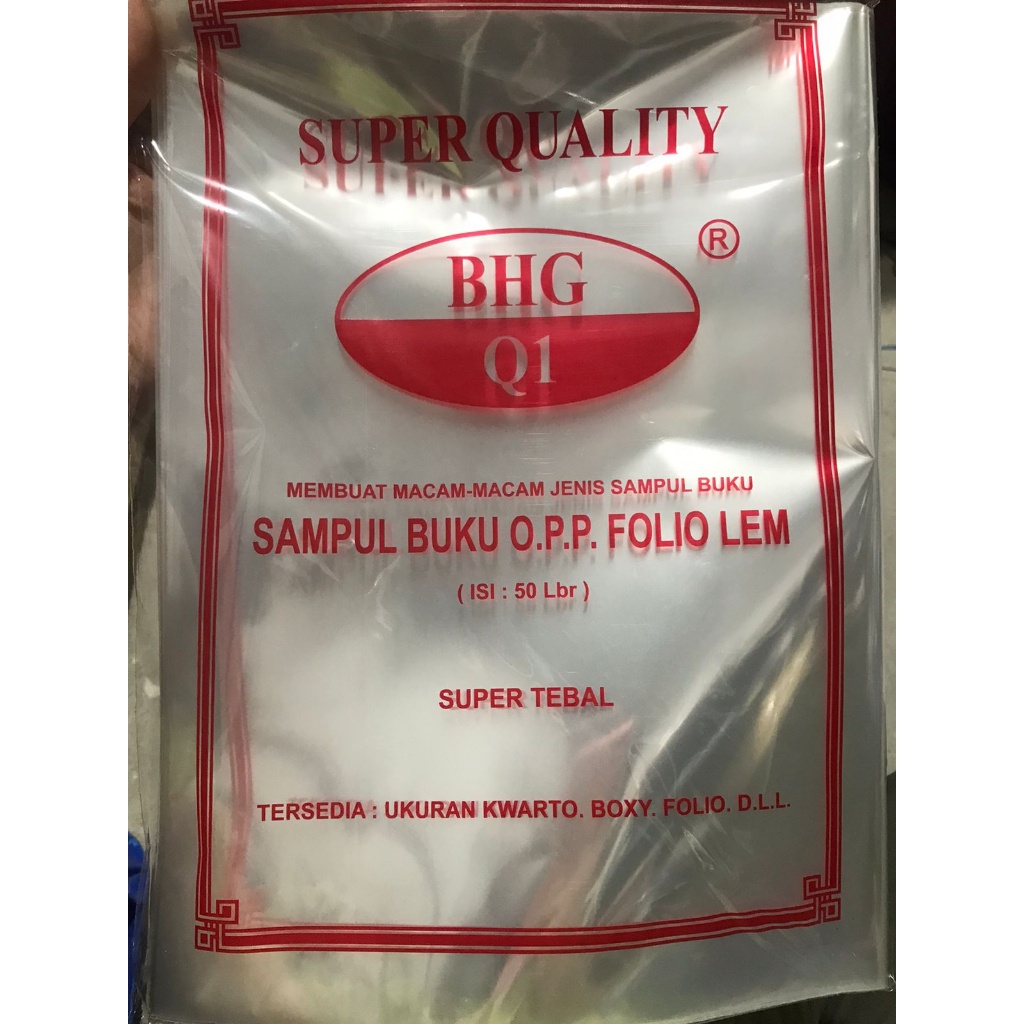 SUPER QUALITY
®
BHG
Q1
MEMBUAT MACAM-MACAM JENIS SAMPUL BUKU
SAMPUL BUKU O.P.P. FOLIO LEM
( ISI : 50 Lbr )
SUPER TEBAL
TERSEDIA : UKURAN KWARTO. BOXY. FOLIO. D.L.L.